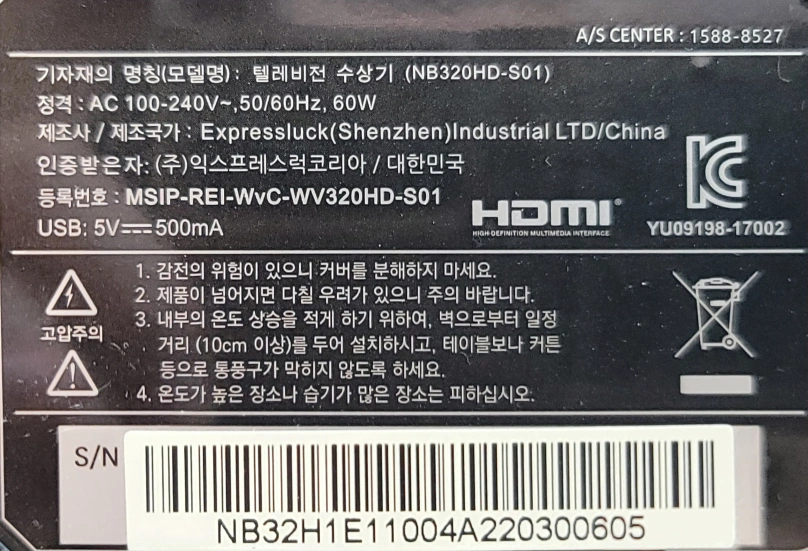 A/S CENTER : 1588-8527
기자재의 명칭(모델명) : 텔레비전 수상기 (NB320HD-S01)
정격 : AC 100-240V~,50/60Hz, 60W
제조사 / 제조국가 : Expressluck(Shenzhen)Industrial LTD/China
인증받은자: (주)익스프레스럭코리아 / 대한민국
등록번호 : MSIP-REI-WvC-WV320HD-S01
USB: 5V⎓500mA
HDMI®
HIGH-DEFINITION MULTIMEDIA INTERFACE
KC
YU09198-17002
고압주의
1. 감전의 위험이 있으니 커버를 분해하지 마세요.
2. 제품이 넘어지면 다칠 우려가 있으니 주의 바랍니다.
3. 내부의 온도 상승을 적게 하기 위하여, 벽으로부터 일정
거리 (10cm 이상)를 두어 설치하시고, 테이블보나 커튼
등으로 통풍구가 막히지 않도록 하세요.
4. 온도가 높은 장소나 습기가 많은 장소는 피하십시오.
S/N
NB32H1E11004A220300605